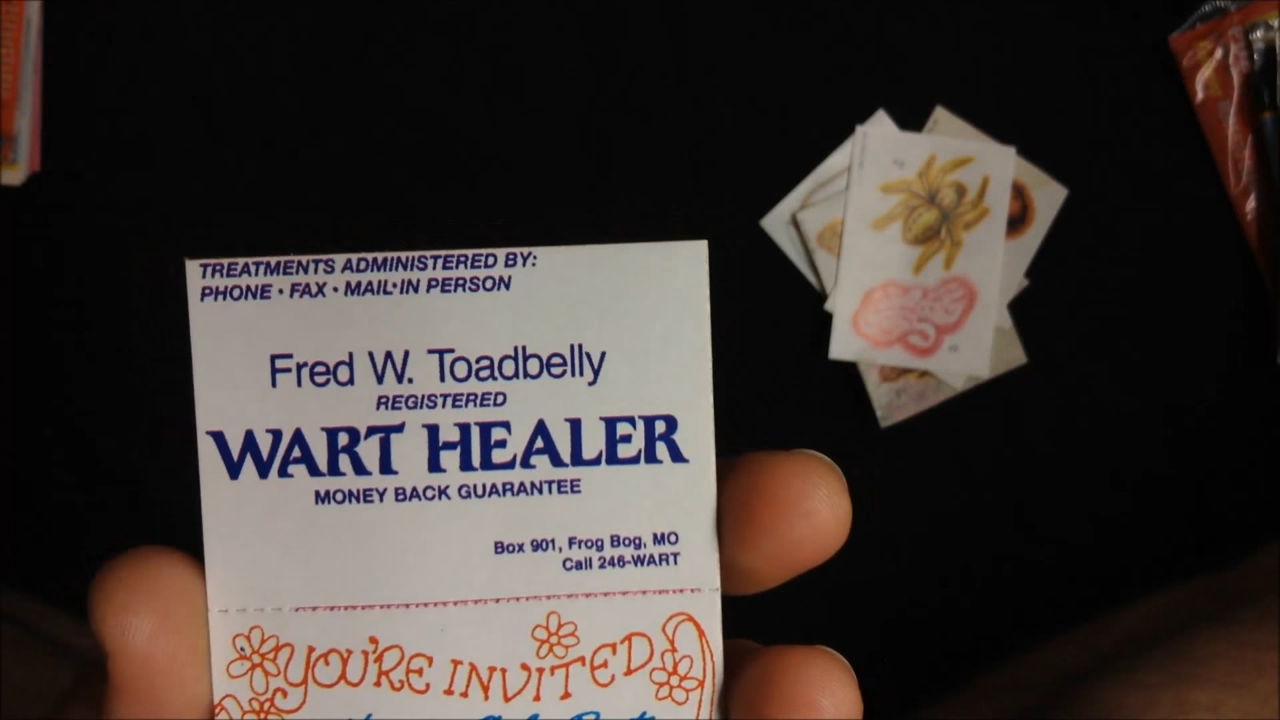 TREATMENTS ADMINISTERED BY:
PHONE • FAX • MAIL•IN PERSON
Fred W. Toadbelly
REGISTERED
WART HEALER
MONEY BACK GUARANTEE
Box 901, Frog Bog, MO
Call 246-WART
YOU'RE INVITED